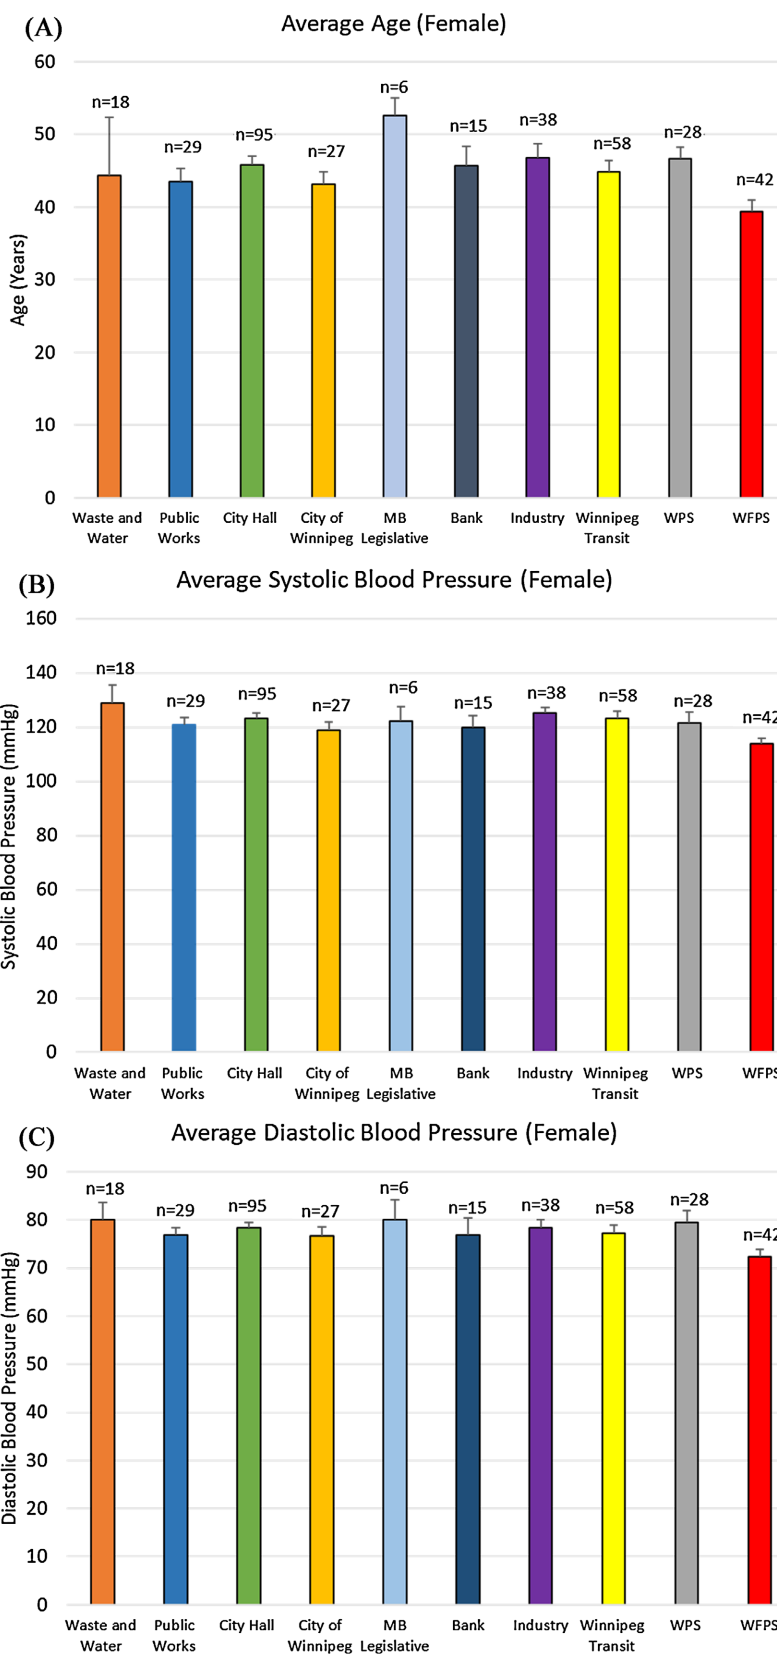 (A)
Average Age (Female)
60
50
40
30
20
10
0
Age (Years)
n=18
n=29
n=95
n=27
n=6
n=15
n=38
n=58
n=28
n=42
Waste and Water
Public Works
City Hall
City of Winnipeg
MB Legislative
Bank
Industry
Winnipeg Transit
WPS
WFPS
(B)
Average Systolic Blood Pressure (Female)
160
140
120
100
80
60
40
20
0
Systolic Blood Pressure (mmHg)
n=18
n=29
n=95
n=27
n=6
n=15
n=38
n=58
n=28
n=42
Waste and Water
Public Works
City Hall
City of Winnipeg
MB Legislative
Bank
Industry
Winnipeg Transit
WPS
WFPS
(C)
Average Diastolic Blood Pressure (Female)
90
80
70
60
50
40
30
20
10
0
Diastolic Blood Pressure (mmHg)
n=18
n=29
n=95
n=27
n=6
n=15
n=38
n=58
n=28
n=42
Waste and Water
Public Works
City Hall
City of Winnipeg
MB Legislative
Bank
Industry
Winnipeg Transit
WPS
WFPS